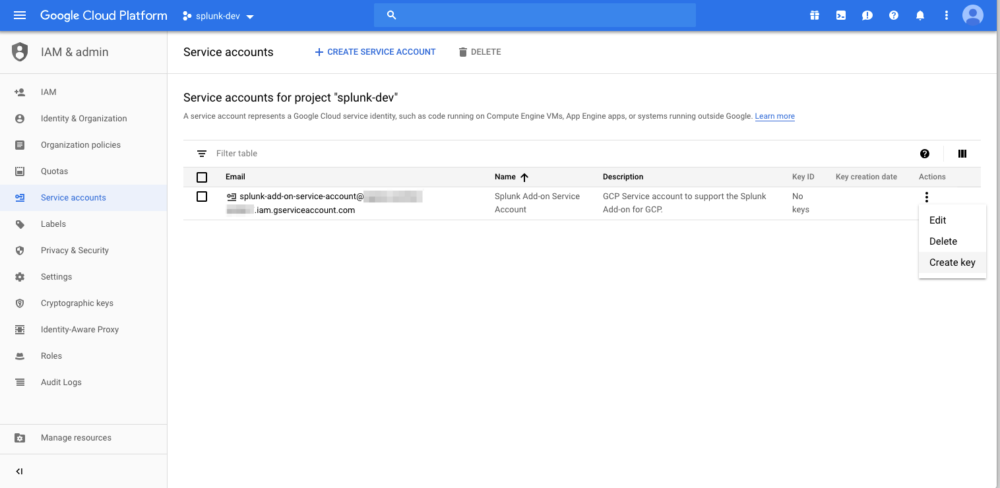 Google Cloud Platform
splunk-dev
IAM & admin
Service accounts
CREATE SERVICE ACCOUNT
DELETE
IAM
Identity & Organization
Organization policies
Quotas
Service accounts
Labels
Privacy & Security
Settings
Cryptographic keys
Identity-Aware Proxy
Roles
Audit Logs
Manage resources
Service accounts for project "splunk-dev"
A service account represents a Google Cloud service identity, such as code running on Compute Engine VMs, App Engine apps, or systems running outside Google. Learn more
Filter table
Email Name Description Key ID Key creation date Actions
splunk-add-on-service-account@ Splunk Add-on Service GCP Service account to support the Splunk No
.iam.gserviceaccount.com Account Add-on for GCP. keys
Edit
Delete
Create key